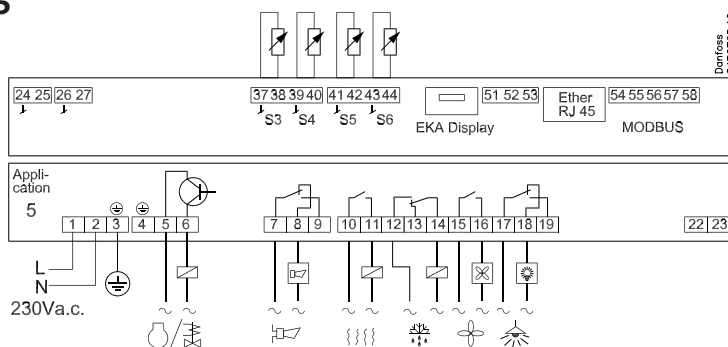 S
Danfoss
24 25 26 27 37 38 39 40 41 42 43 44 51 52 53 Ether RJ 45 54 55 56 57 58
S3 S4 S5 S6
EKA Display
MODBUS
Appli-
cation
5
1 2 3 4 5 6 7 8 9 10 11 12 13 14 15 16 17 18 19 22 23
L
N
230Va.c.